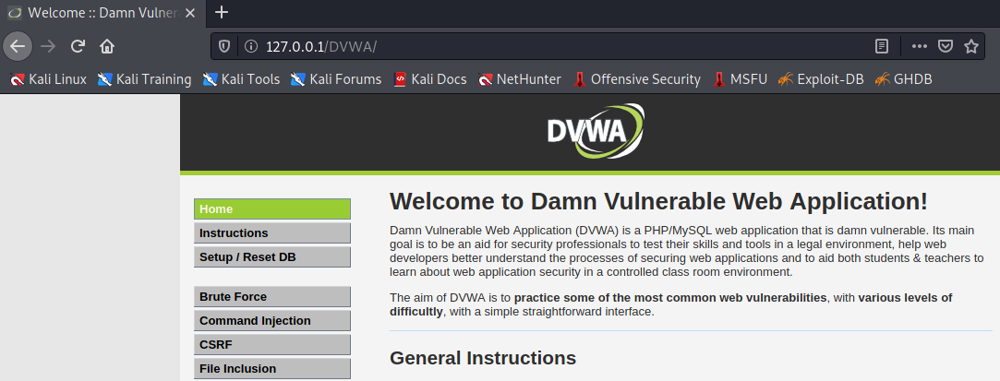 Welcome :: Damn Vulner
127.0.0.1/DVWA/
Kali Linux Kali Training Kali Tools Kali Forums Kali Docs NetHunter Offensive Security MSFU Exploit-DB GHDB
DVWA
Home
Instructions
Setup / Reset DB
Brute Force
Command Injection
CSRF
File Inclusion
Welcome to Damn Vulnerable Web Application!
Damn Vulnerable Web Application (DVWA) is a PHP/MySQL web application that is damn vulnerable. Its main
goal is to be an aid for security professionals to test their skills and tools in a legal environment, help web
developers better understand the processes of securing web applications and to aid both students & teachers to
learn about web application security in a controlled class room environment.
The aim of DVWA is to practice some of the most common web vulnerabilities, with various levels of
difficultly, with a simple straightforward interface.
General Instructions